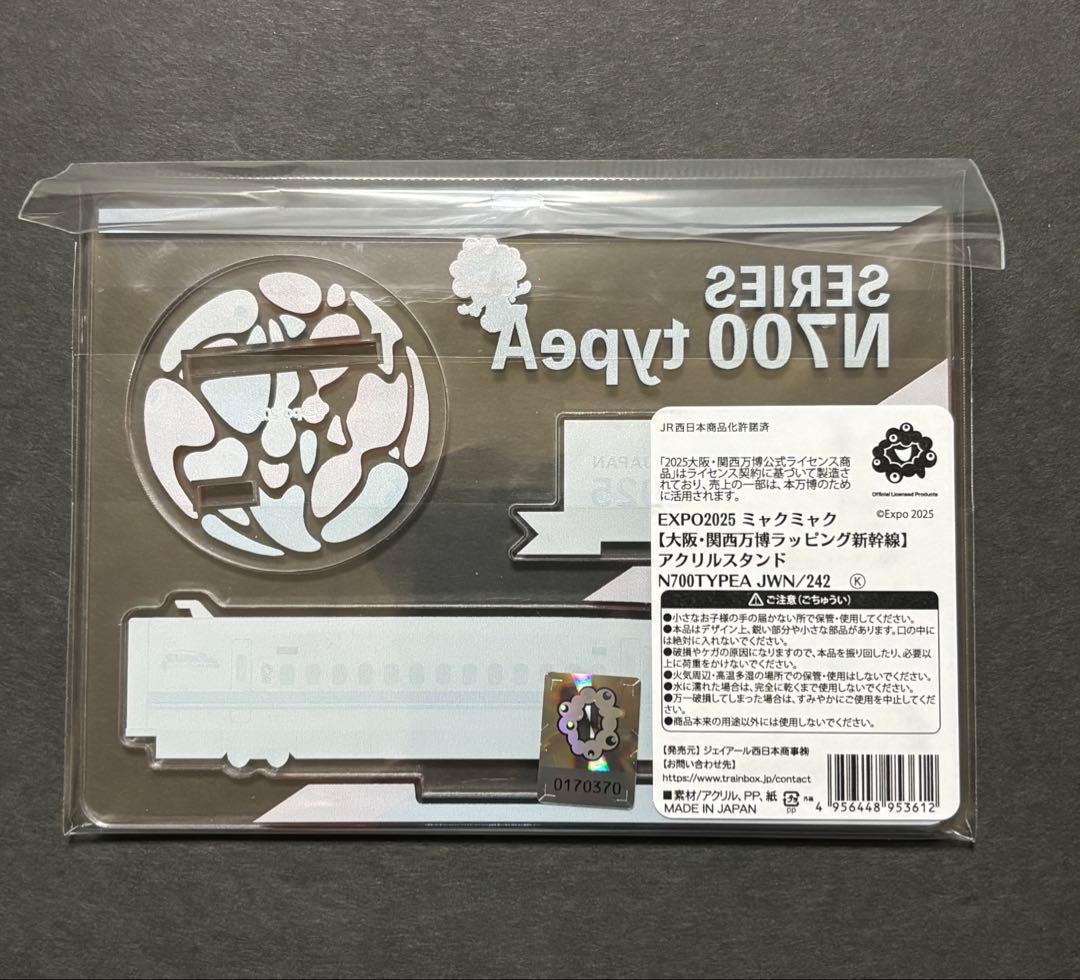 SERIES
N700 typeA
JAPAN
2025
JR西日本商品化許諾済
「2025大阪・関西万博公式ライセンス商
品」はライセンス契約に基づいて製造さ
れており、売上の一部は、本万博のため
に活用されます。
Official Licensed Products
©Expo 2025
EXPO2025 ミャクミャク
【大阪・関西万博ラッピング新幹線】
アクリルスタンド
N700TYPEA JWN/242 Ⓚ
⚠ご注意(ごちゅうい)
●小さなお子様の手の届かない所で保管・使用してください。
●本品はデザイン上、鋭い部分や小さな部品があります。口の中に
は絶対に入れないでください。
●破損やケガの原因になりますので、本品を振り回したり、必要以
上に荷重をかけないでください。
●火気周辺・高温多湿の場所での保管・使用はしないでください。
●水に濡れた場合は、完全に乾くまで使用しないでください。
●万一破損してしまった場合は、すみやかにご使用を中止してくだ
さい。
●商品本来の用途以外には使用しないでください。
【発売元】ジェイアール西日本商事㈱
【お問い合わせ先】
https://www.trainbox.jp/contact
■素材/アクリル、PP、紙 プラ 外装 PP
MADE IN JAPAN
4 956448 953612
0170370